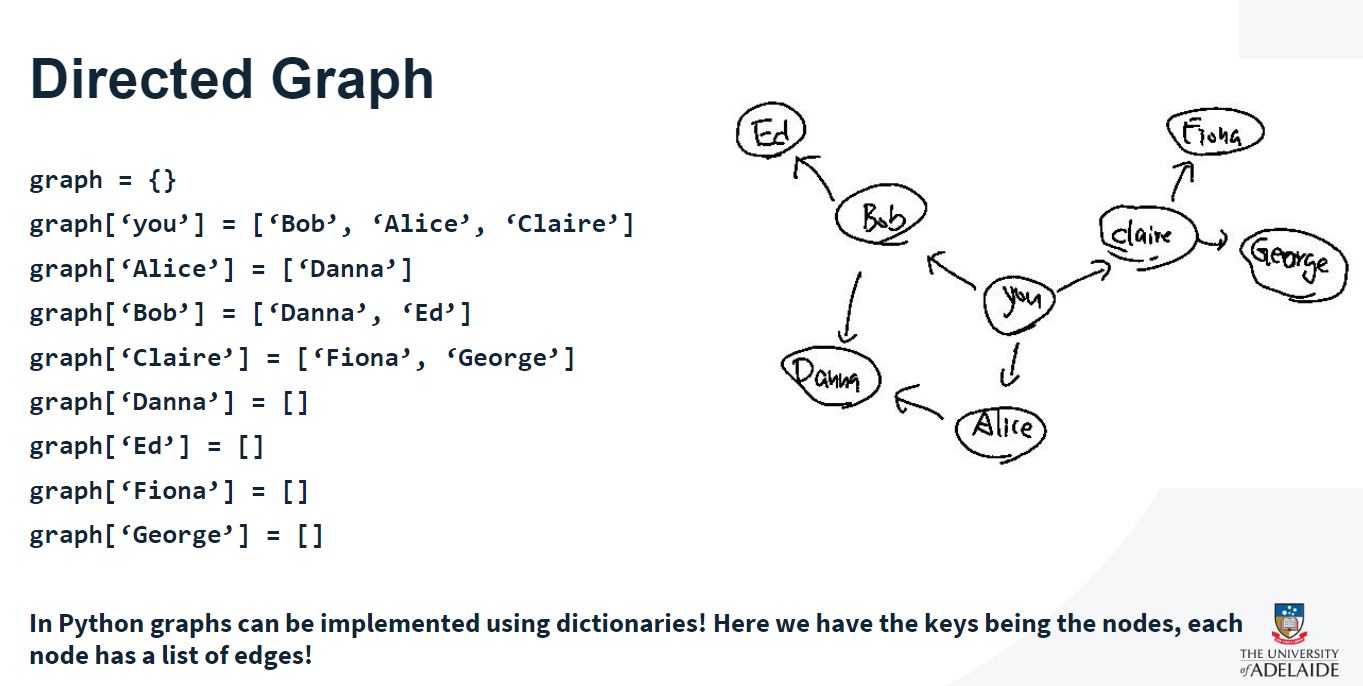 Directed Graph
graph = {}
graph[‘you’] = [‘Bob’, ‘Alice’, ‘Claire’]
graph[‘Alice’] = [‘Danna’]
graph[‘Bob’] = [‘Danna’, ‘Ed’]
graph[‘Claire’] = [‘Fiona’, ‘George’]
graph[‘Danna’] = []
graph[‘Ed’] = []
graph[‘Fiona’] = []
graph[‘George’] = []
Ed
Fiona
Bob
claire
George
you
Danna
Alice
In Python graphs can be implemented using dictionaries! Here we have the keys being the nodes, each
node has a list of edges!
THE UNIVERSITY
of ADELAIDE